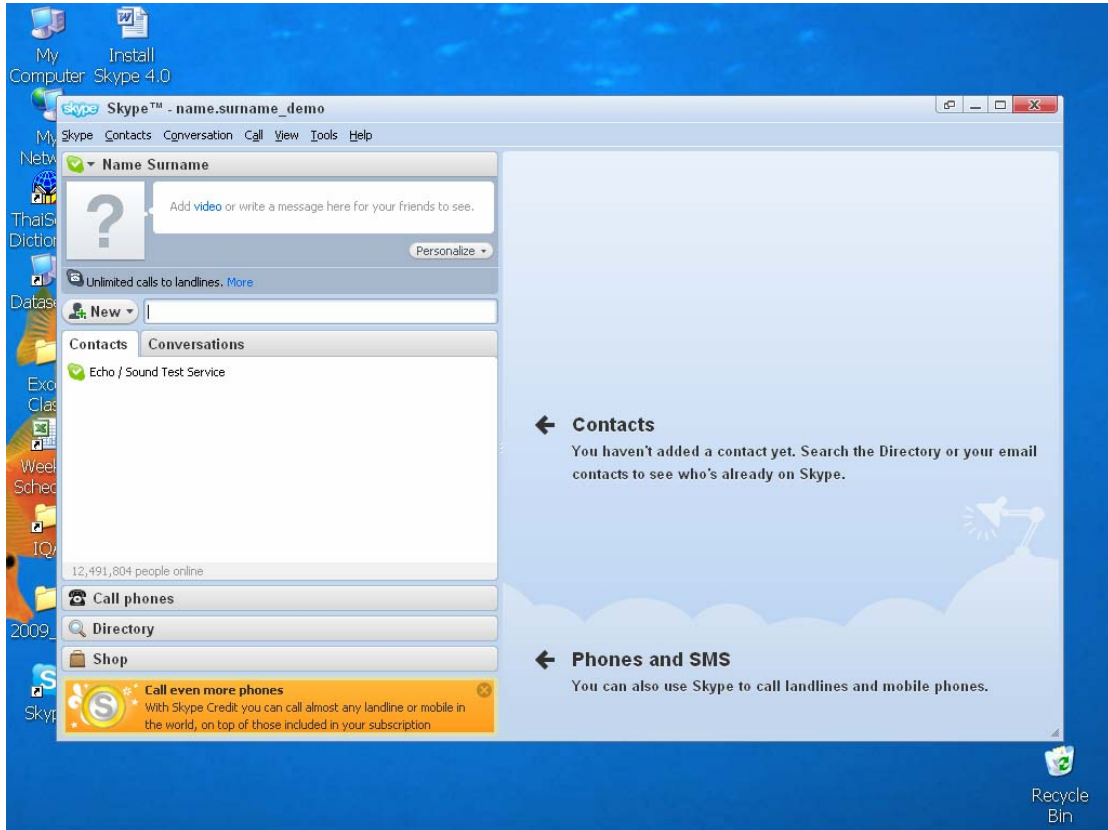 My
Computer
Install
Skype 4.0
skype Skype™ - name.surname_demo
Skype Contacts Conversation Call View Tools Help
Name Surname
Add video or write a message here for your friends to see.
Personalize
Unlimited calls to landlines. More
New
Contacts Conversations
Echo / Sound Test Service
12,491,804 people online
Call phones
Directory
Shop
Call even more phones
With Skype Credit you can call almost any landline or mobile in
the world, on top of those included in your subscription
Contacts
You haven't added a contact yet. Search the Directory or your email
contacts to see who's already on Skype.
Phones and SMS
You can also use Skype to call landlines and mobile phones.
My
2009_
Recycle
Bin